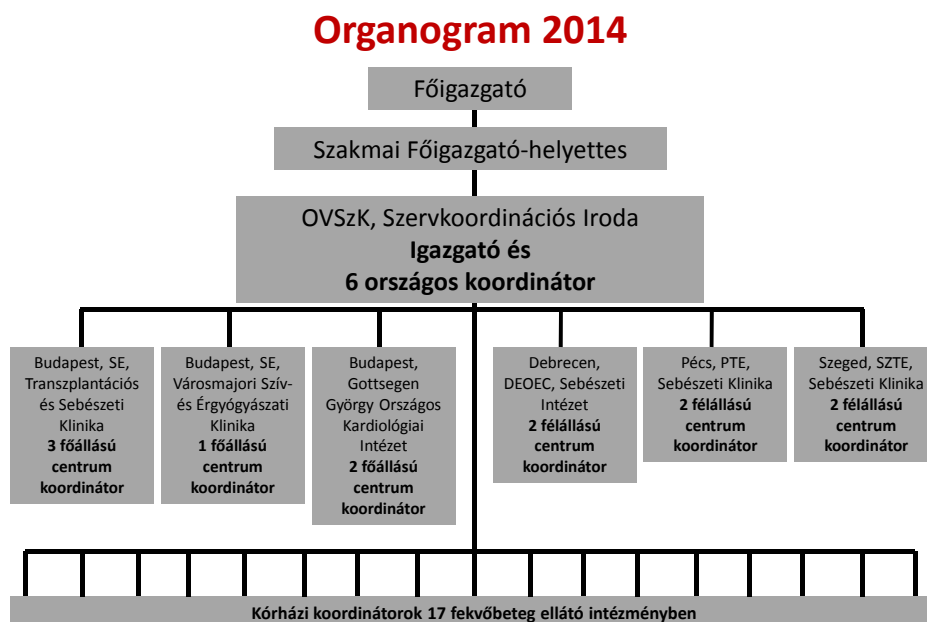 Organogram 2014
Főigazgató
Szakmai Főigazgató-helyettes
OVSzK, Szervkoordinációs Iroda
Igazgató és
6 országos koordinátor
Budapest, SE,
Transzplantációs
és Sebészeti
Klinika
3 főállású
centrum
koordinátor
Budapest, SE,
Városmajori Szív-
és Érgyógyászati
Klinika
1 főállású
centrum
koordinátor
Budapest,
Gottsegen
György Országos
Kardiológiai
Intézet
2 főállású
centrum
koordinátor
Debrecen,
DEOEC, Sebészeti
Intézet
2 félállású
centrum
koordinátor
Pécs, PTE,
Sebészeti Klinika
2 félállású
centrum
koordinátor
Szeged, SZTE,
Sebészeti Klinika
2 félállású
centrum
koordinátor
Kórházi koordinátorok 17 fekvőbeteg ellátó intézményben